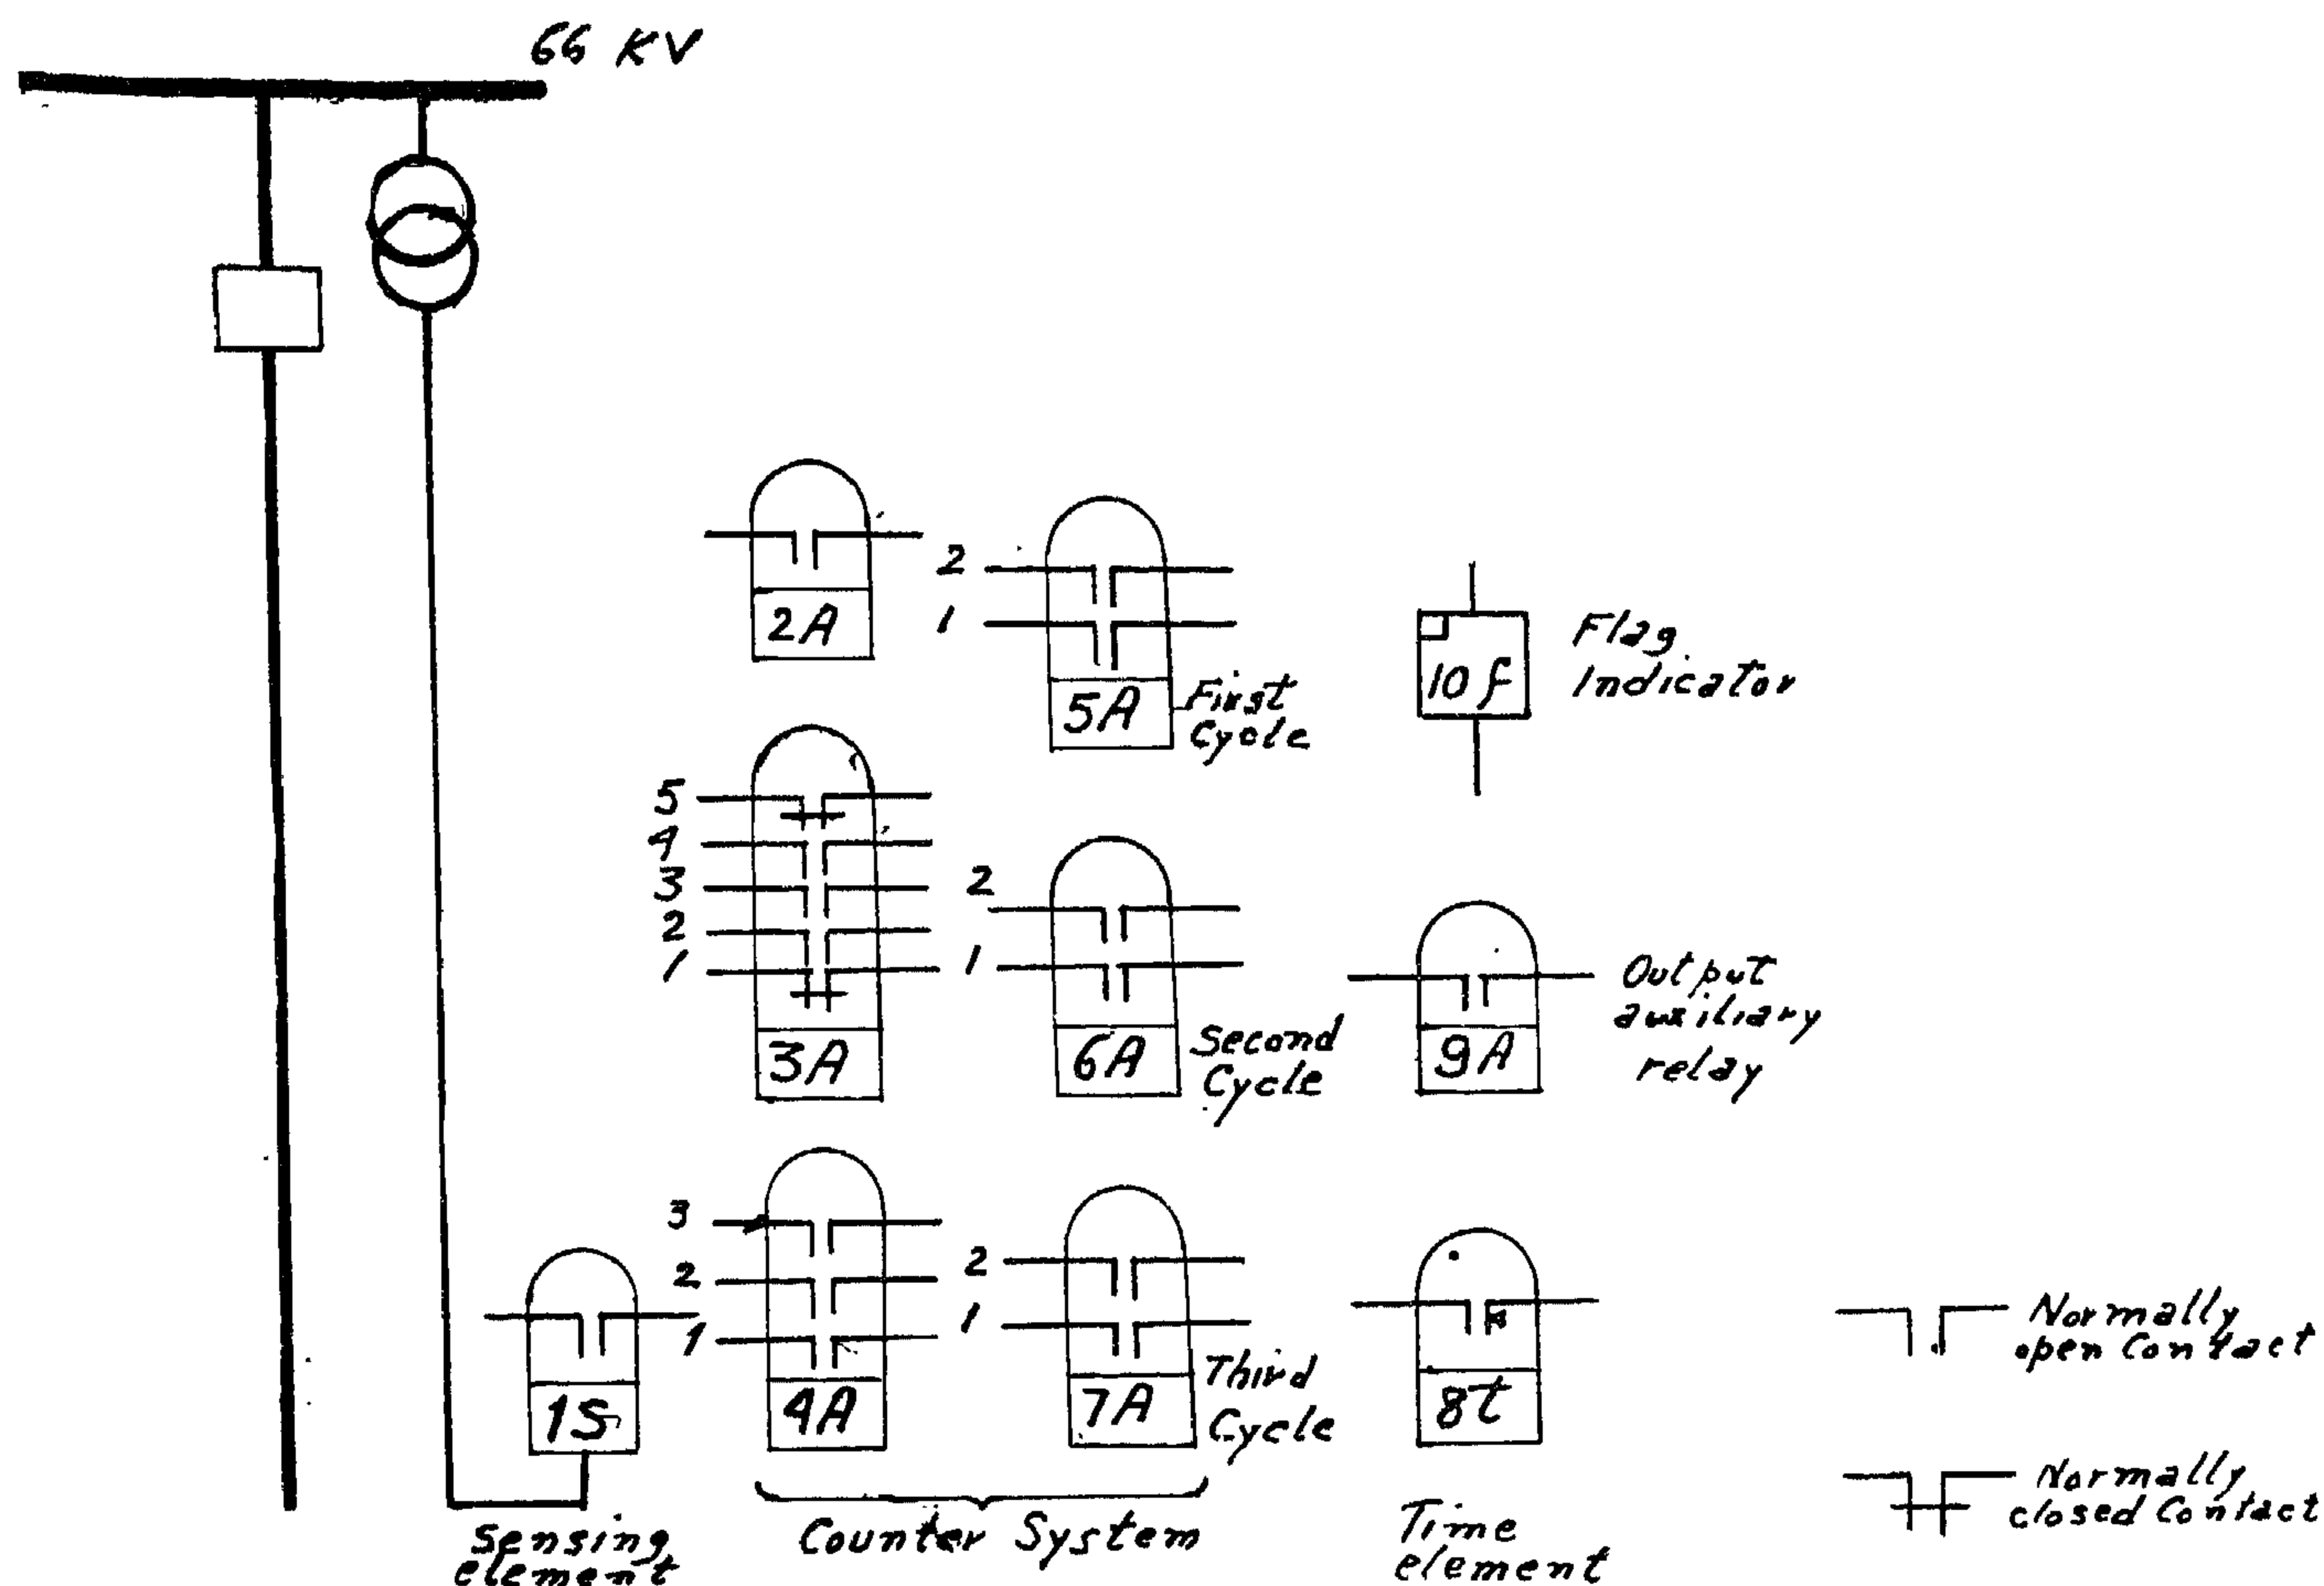 66 KV
2A
2
1
5A
First
Cycle
10 f
Flag
Indicator
5
4
3
2
1
3A
2
1
6A
Second
Cycle
9A
Output
auxiliary
relay
3
2
1
4A
2
1
7A
Third
Cycle
1S
8t
Normally
open Contact
Normally
closed Contact
Sensing
element
Counter System
Time
element